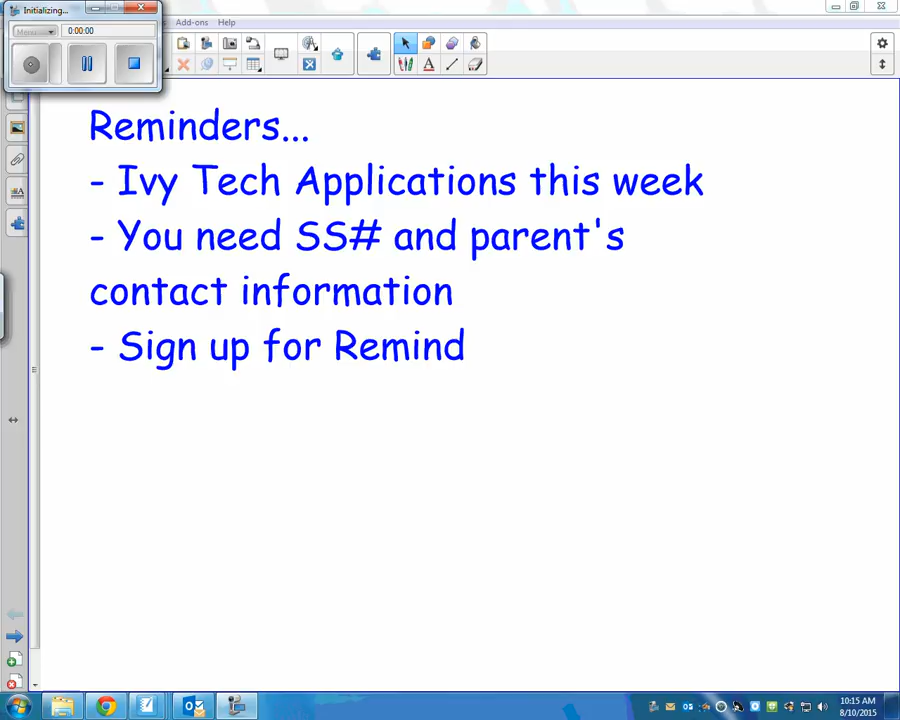 Initializing...
Menu
0:00:00
Add-ons Help
Reminders...
- Ivy Tech Applications this week
- You need SS# and parent's
contact information
- Sign up for Remind
10:15 AM
8/10/2015